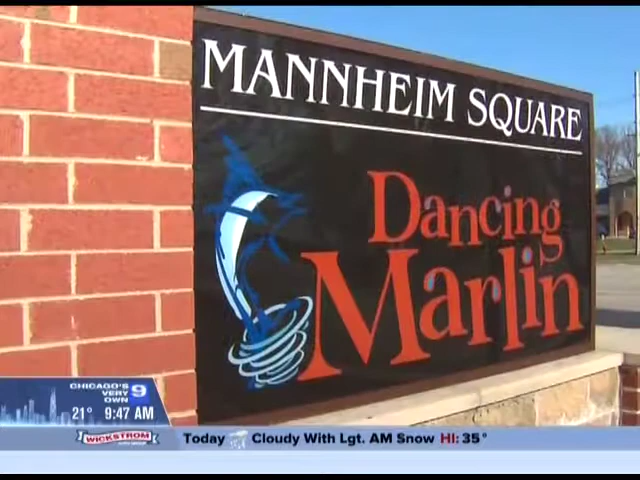 MANNHEIM SQUARE
Dancing
Marlin
CHICAGO'S
VERY
OWN
9
21° 9:47 AM
WICKSTROM
Today Cloudy With Lgt. AM Snow HI: 35°